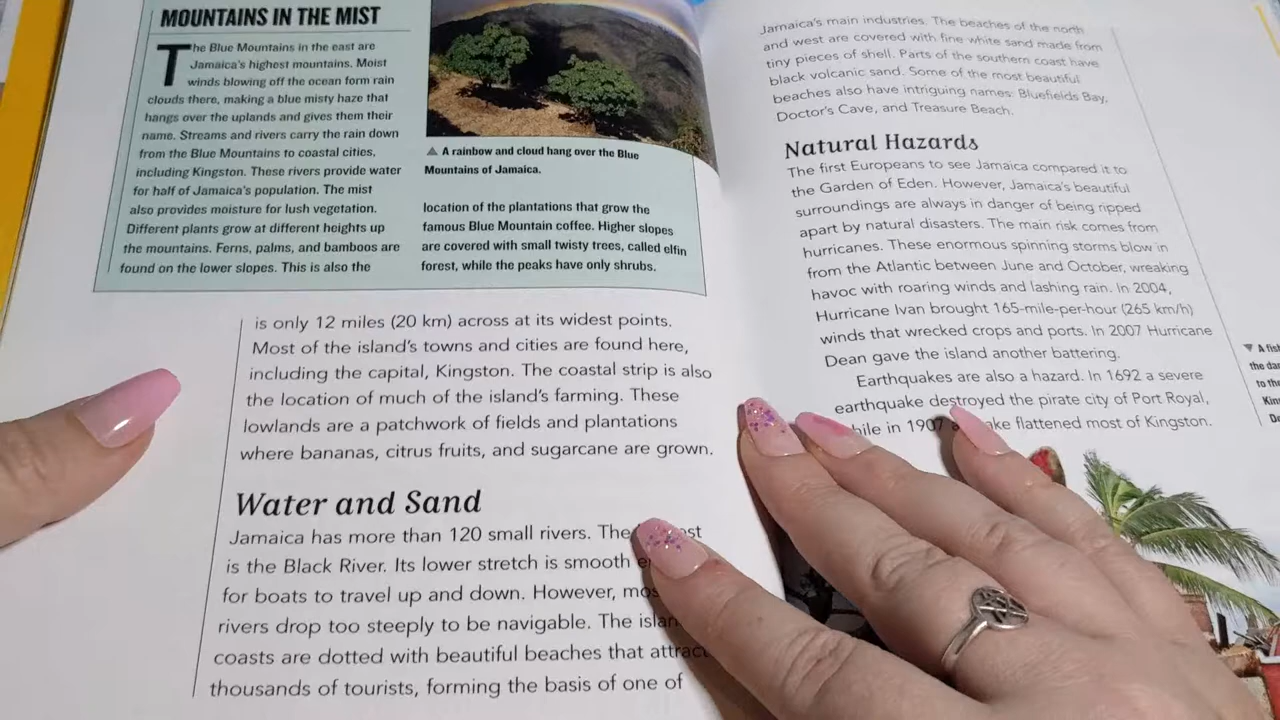 MOUNTAINS IN THE MIST
The Blue Mountains in the east are
Jamaica's highest mountains. Moist
winds blowing off the ocean form rain
clouds there, making a blue misty haze that
hangs over the uplands and gives them their
name. Streams and rivers carry the rain down
from the Blue Mountains to coastal cities,
including Kingston. These rivers provide water
for half of Jamaica's population. The mist
also provides moisture for lush vegetation.
Different plants grow at different heights up
the mountains. Ferns, palms, and bamboos are
found on the lower slopes. This is also the
▲ A rainbow and cloud hang over the Blue
Mountains of Jamaica.
location of the plantations that grow the
famous Blue Mountain coffee. Higher slopes
are covered with small twisty trees, called elfin
forest, while the peaks have only shrubs.
is only 12 miles (20 km) across at its widest points.
Most of the island's towns and cities are found here,
including the capital, Kingston. The coastal strip is also
the location of much of the island's farming. These
lowlands are a patchwork of fields and plantations
where bananas, citrus fruits, and sugarcane are grown.
Water and Sand
Jamaica has more than 120 small rivers. The
is the Black River. Its lower stretch is smooth
for boats to travel up and down. However,
rivers drop too steeply to be navigable. The
coasts are dotted with beautiful beaches that attract
thousands of tourists, forming the basis of one of
Jamaica's main industries. The beaches of the north
and west are covered with fine white sand made from
tiny pieces of shell. Parts of the southern coast have
black volcanic sand. Some of the most beautiful
beaches also have intriguing names: Bluefields Bay,
Doctor's Cave, and Treasure Beach.
Natural Hazards
The first Europeans to see Jamaica compared it to
the Garden of Eden. However, Jamaica's beautiful
surroundings are always in danger of being ripped
apart by natural disasters. The main risk comes from
hurricanes. These enormous spinning storms blow in
from the Atlantic between June and October, wreaking
havoc with roaring winds and lashing rain. In 2004,
Hurricane Ivan brought 165-mile-per-hour (265 km/h)
winds that wrecked crops and ports. In 2007 Hurricane
Dean gave the island another battering.
Earthquakes are also a hazard. In 1692 a severe
earthquake destroyed the pirate city of Port Royal,
in 1907 flattened most of Kingston.
▼ A
the
to the